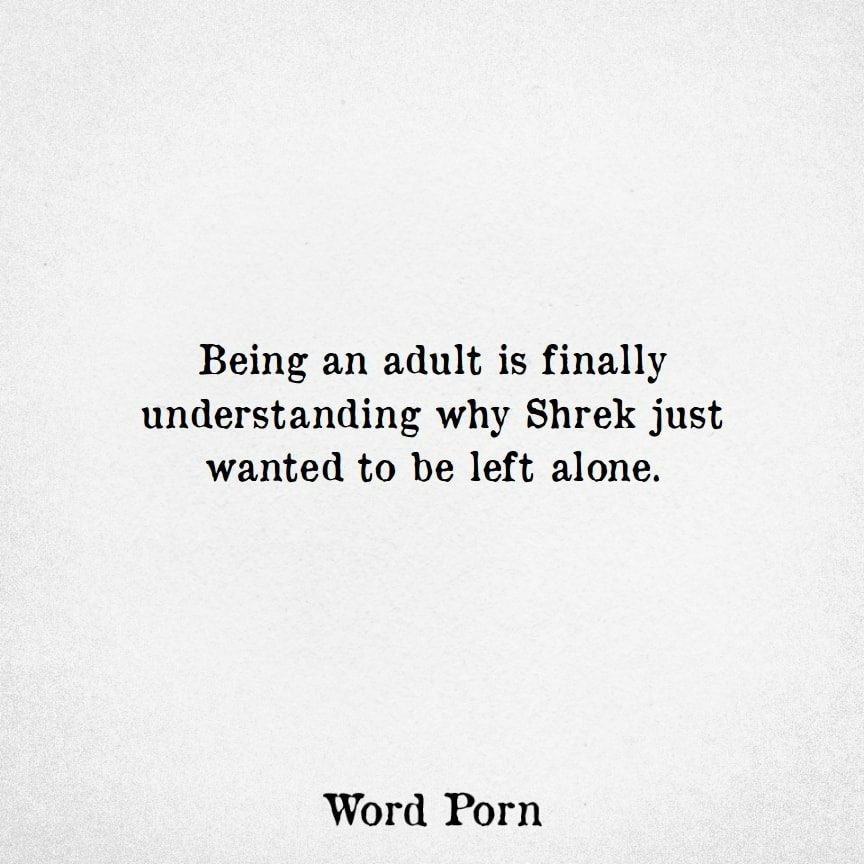 Being an adult is finally
understanding why Shrek just
wanted to be left alone.
Word Porn